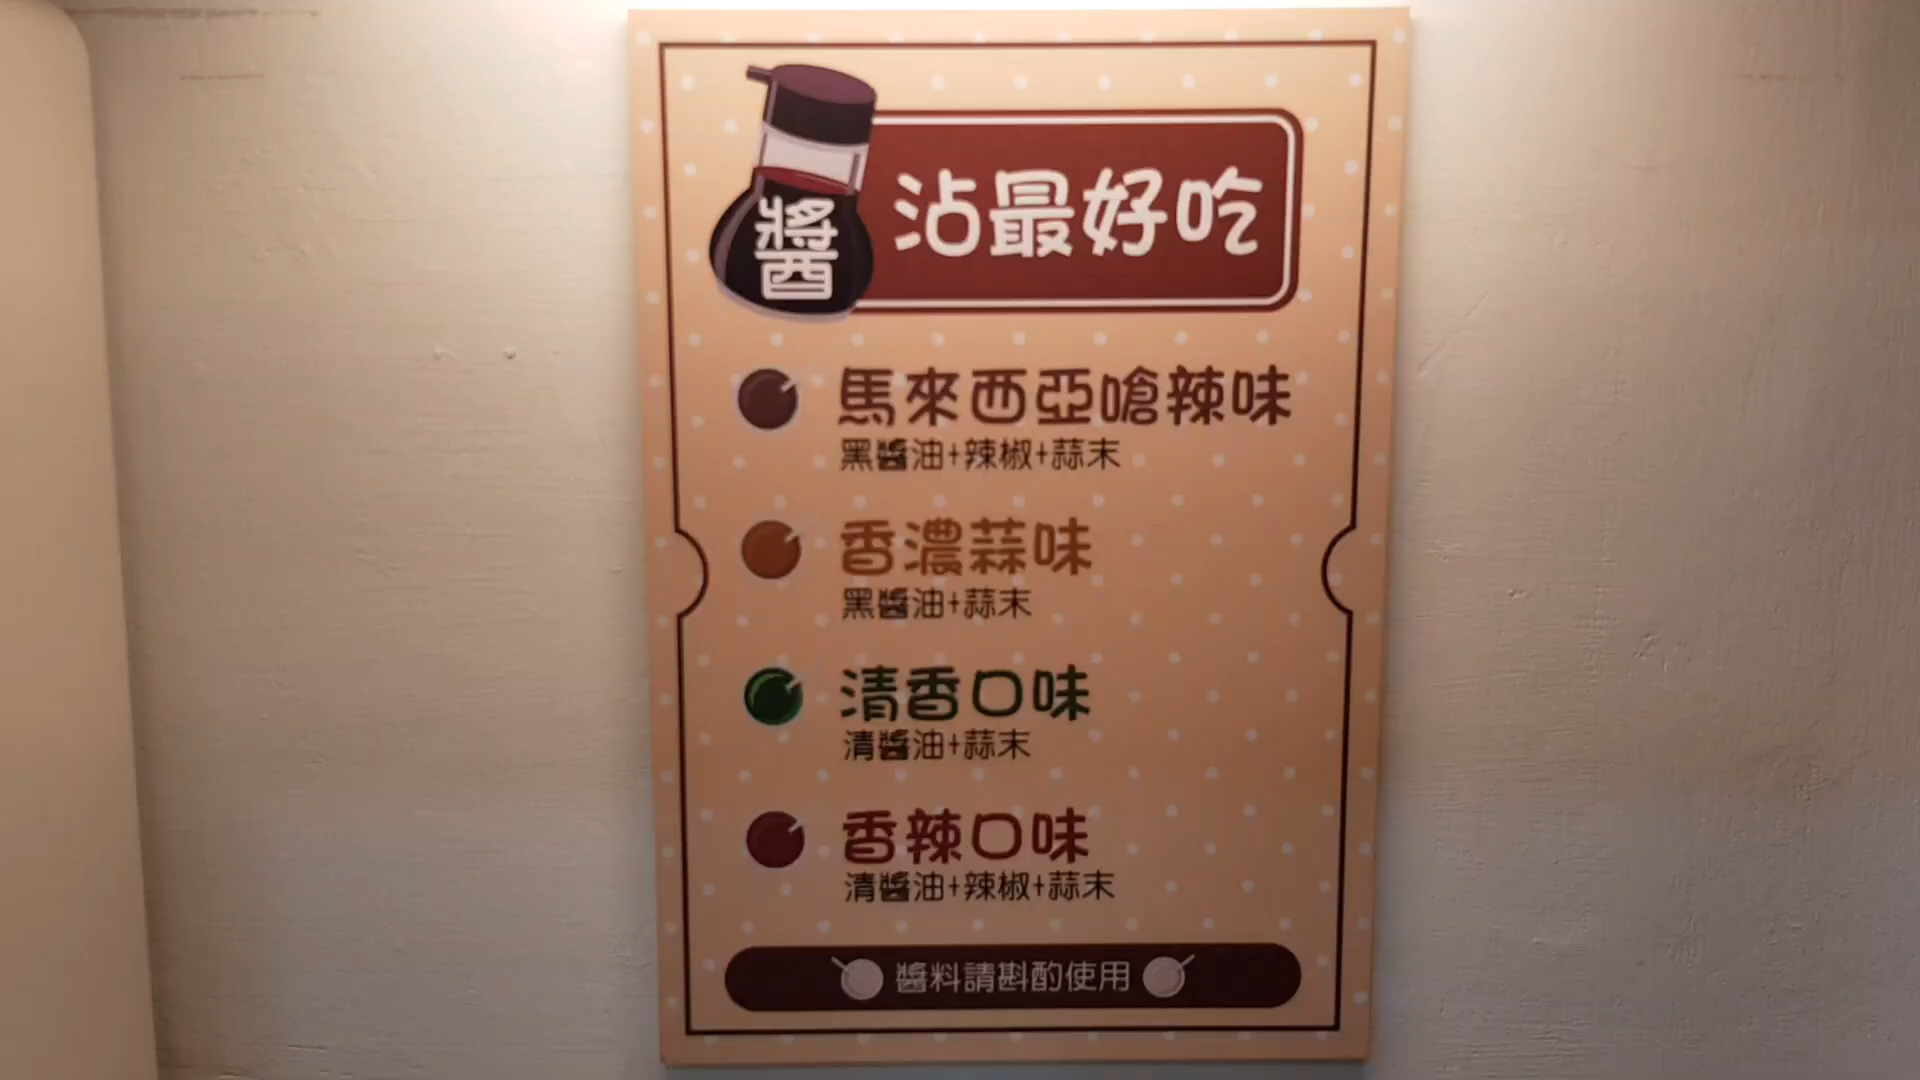 醬沾最好吃
馬來西亞嗆辣味
黑醬油+辣椒+蒜末
香濃蒜味
黑醬油+蒜末
清香口味
清醬油+蒜末
香辣口味
清醬油+辣椒+蒜末
醬料請斟酌使用